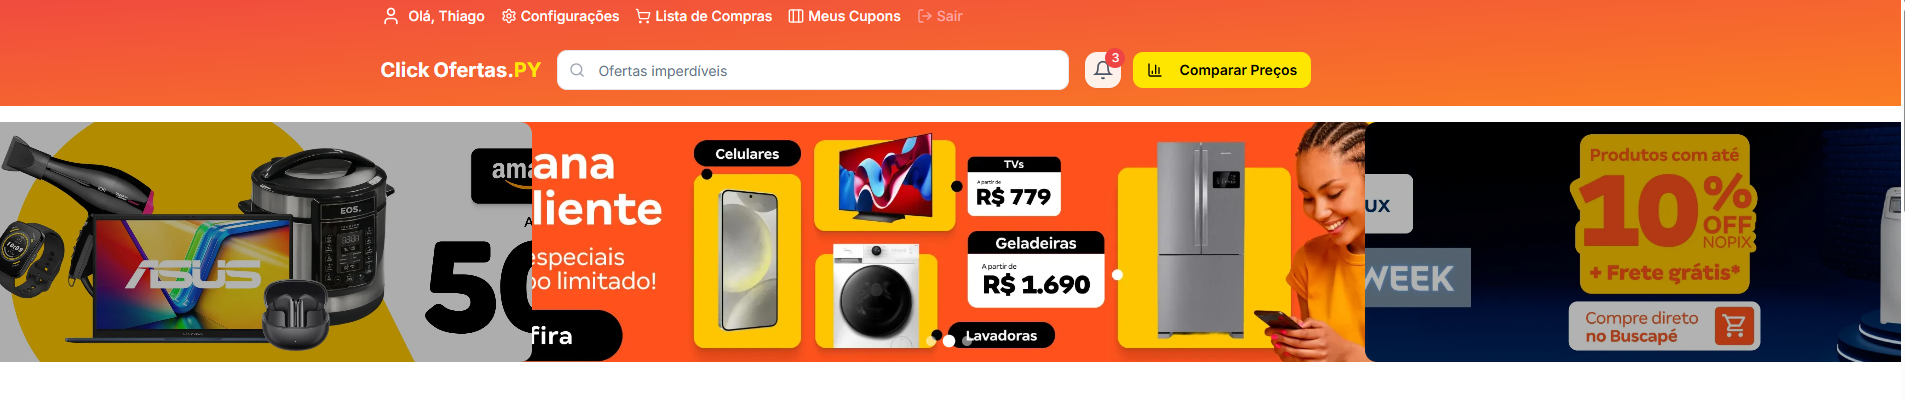 Olá, Thiago Configurações Lista de Compras Meus Cupons Sair
Click Ofertas.PY Ofertas imperdíveis 3 Comparar Preços
ASUS
EOS.
ama
A
50
ana
liente
especiais
oo limitado!
fira
Celulares
TVs
A partir de
R$ 779
Geladeiras
A partir de
R$ 1.690
Lavadoras
UX
WEEK
Produtos com até
10% OFF
NOPIX
+ Frete grátis*
Compre direto
no Buscapé